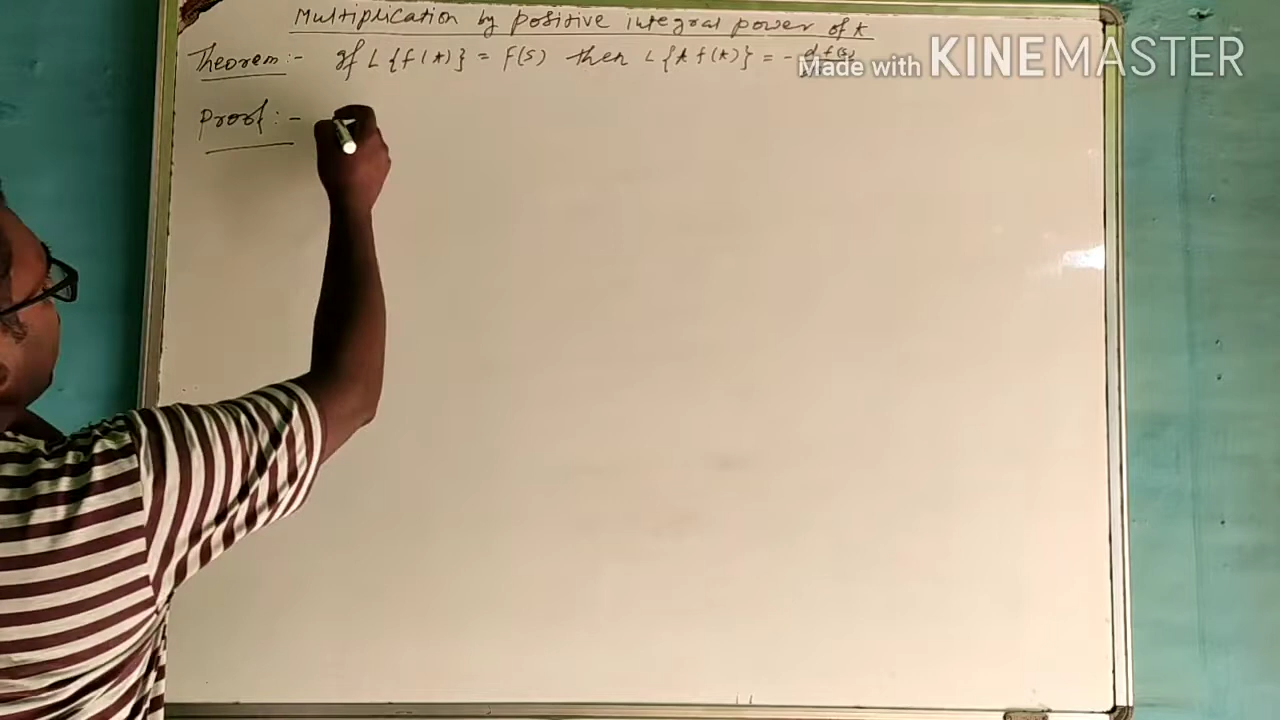 Multiplication by positive integral power of t
Theorem:- If L {f(t)} = F(s) then L {t f(t)} = - d F(s)
Made with KINEMASTER
Proof:-